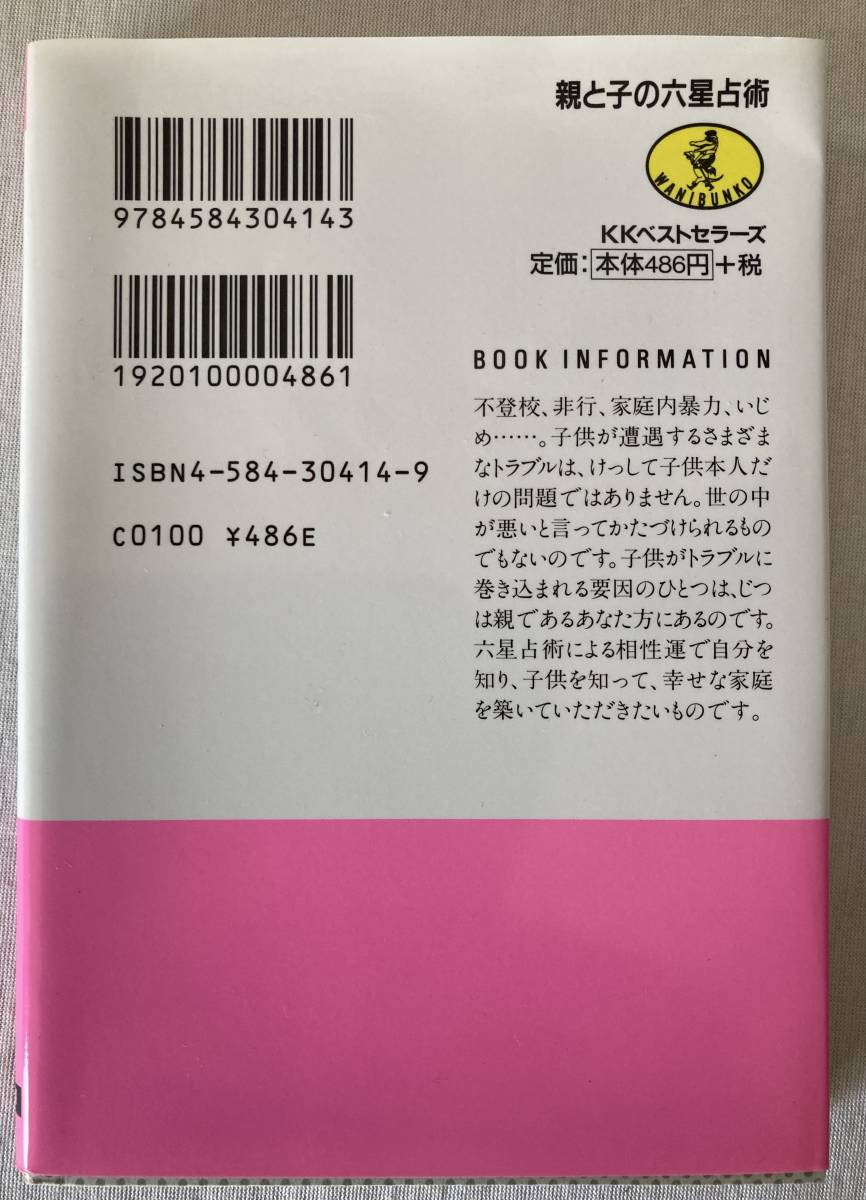 親と子の六星占術
WANIBUNKO
KKベストセラーズ
定価：本体486円+税
9784584304143
1920100004861
ISBN4-584-30414-9
C0100 ¥486E
BOOK INFORMATION
不登校、非行、家庭内暴力、いじ
め……。子供が遭遇するさまざま
なトラブルは、けっして子供本人だ
けの問題ではありません。世の中
が悪いと言ってかたづけられるもの
でもないのです。子供がトラブルに
巻き込まれる要因のひとつは、じつ
は親であるあなた方にあるのです。
六星占術による相性運で自分を
知り、子供を知って、幸せな家庭
を築いていただきたいものです。